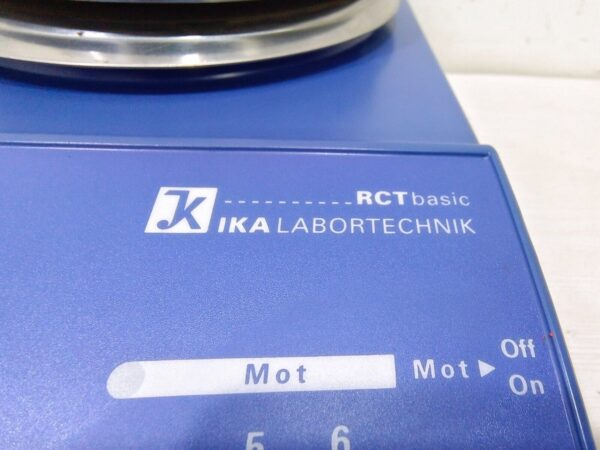 RCT basic
IKA LABORTECHNIK
Mot
Mot ▶ Off
On
5 6